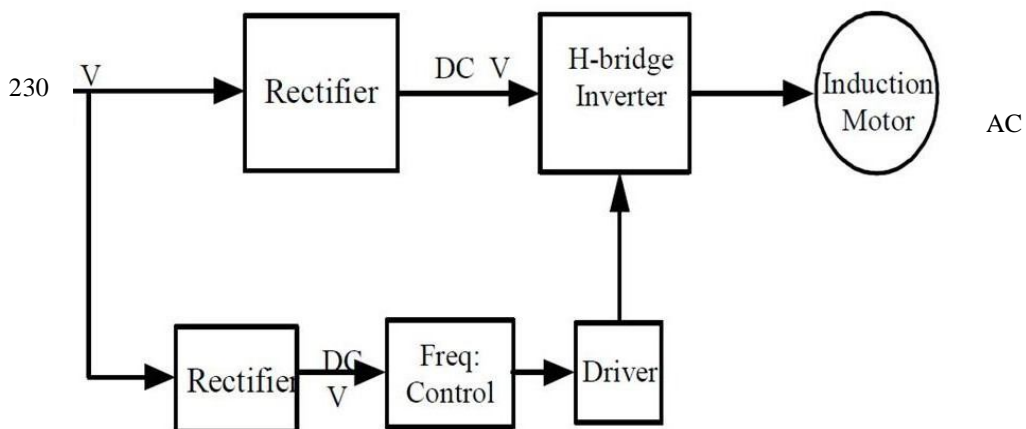 230
V
Rectifier
DC V
H-bridge
Inverter
Induction
Motor
AC
Rectifier
DC
V
Freq:
Control
Driver